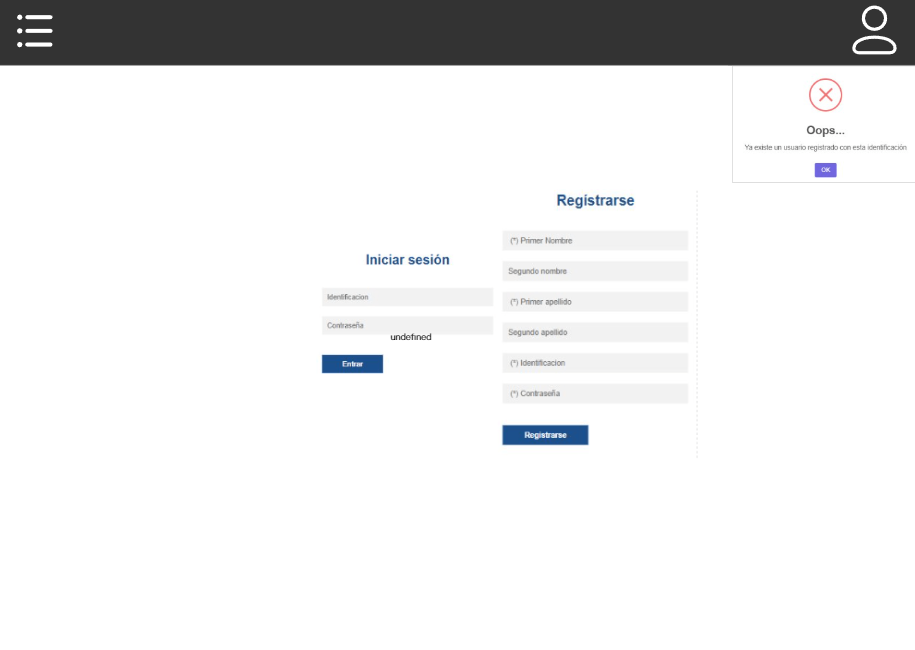 Oops...
Ya existe un usuario registrado con esta identificación
OK
Iniciar sesión
Identificacion
Contraseña
undefined
Entrar
Registrarse
(*) Primer Nombre
Segundo nombre
(*) Primer apellido
Segundo apellido
(*) Identificacion
(*) Contraseña
Registrarse